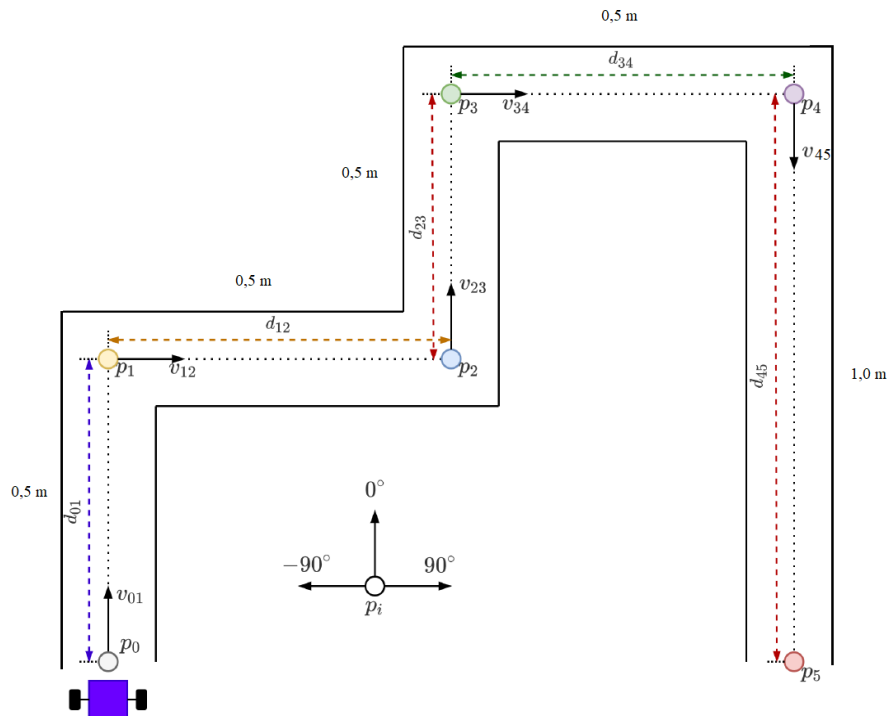 0,5 m
d₃₄
p₃
v₃₄
p₄
v₄₅
0,5 m
d₂₃
0,5 m
v₂₃
d₁₂
p₁
v₁₂
p₂
d₄₅
1,0 m
0,5 m
d₀₁
0°
−90°
90°
pᵢ
v₀₁
p₀
p₅